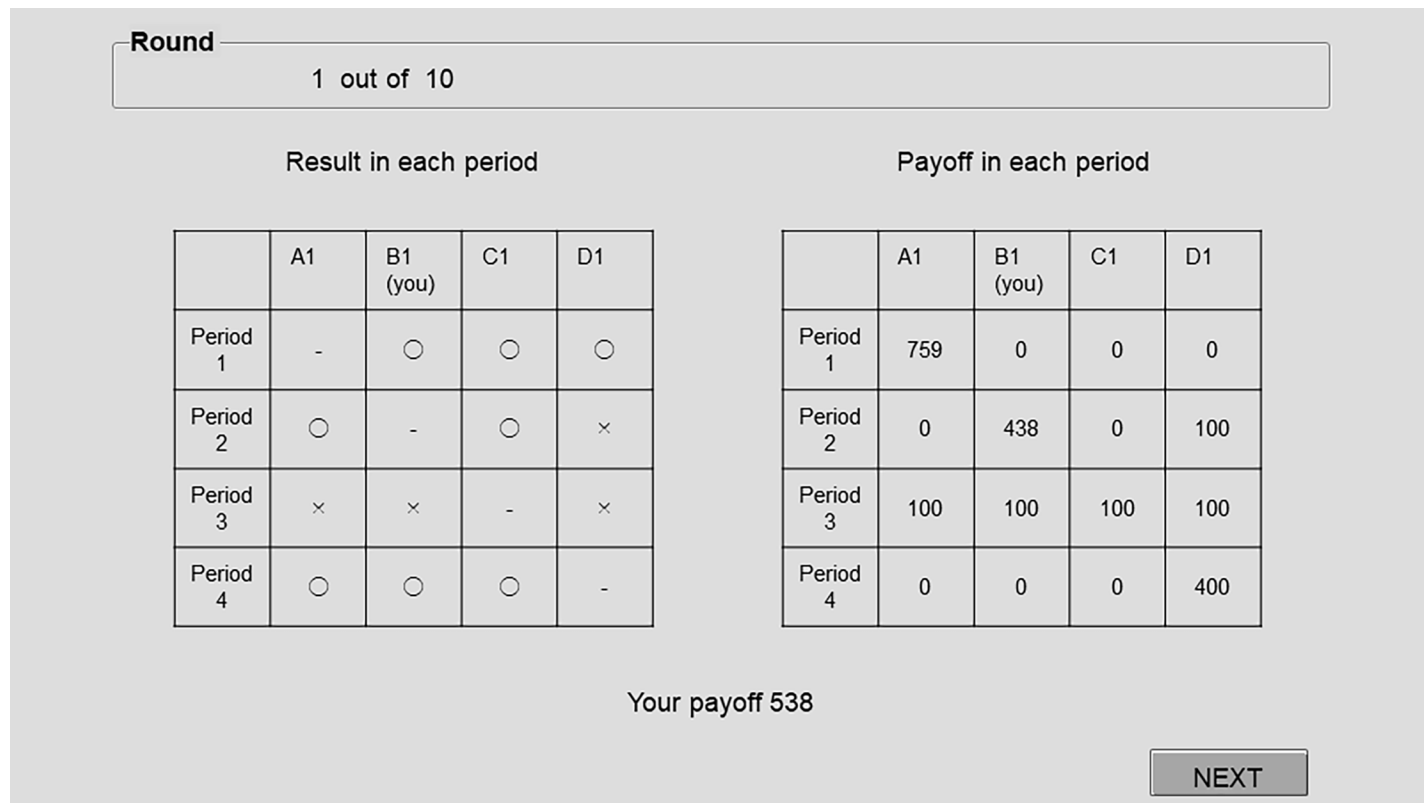 Round
1 out of 10
Result in each period
Payoff in each period
A1 B1 (you) C1 D1
Period 1 - ○ ○ ○
Period 2 ○ - ○ ×
Period 3 × × - ×
Period 4 ○ ○ ○ -
A1 B1 (you) C1 D1
Period 1 759 0 0 0
Period 2 0 438 0 100
Period 3 100 100 100 100
Period 4 0 0 0 400
Your payoff 538
NEXT